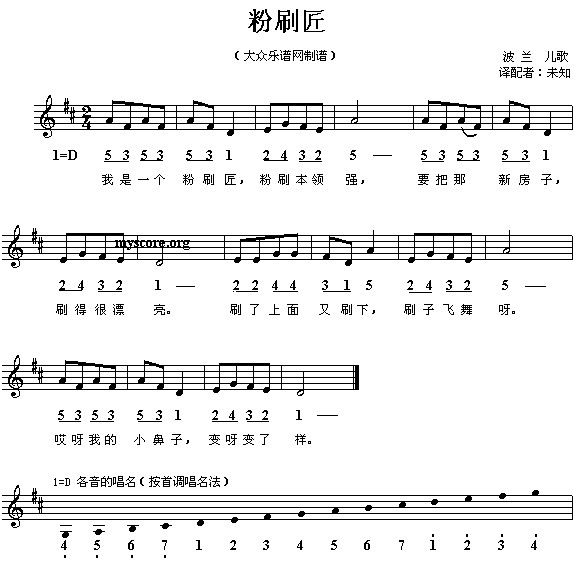 粉刷匠
（大众乐谱网制谱）
波 兰 儿歌
译配者：未知
2/4
1=D 5 3 5 3 5 3 1 2 4 3 2 5 — 5 3 5 3 5 3 1
我是一个 粉刷匠，粉刷本领 强， 要把那 新房子，
myscore.org
2 4 3 2 1 — 2 2 4 4 3 1 5 2 4 3 2 5 —
刷得很漂 亮。 刷了上面 又刷下， 刷子飞舞 呀。
5 3 5 3 5 3 1 2 4 3 2 1 —
哎呀我的 小鼻子， 变呀变了 样。
1=D 各音的唱名（按首调唱名法）
4 5 6 7 1 2 3 4 5 6 7 1 2 3 4